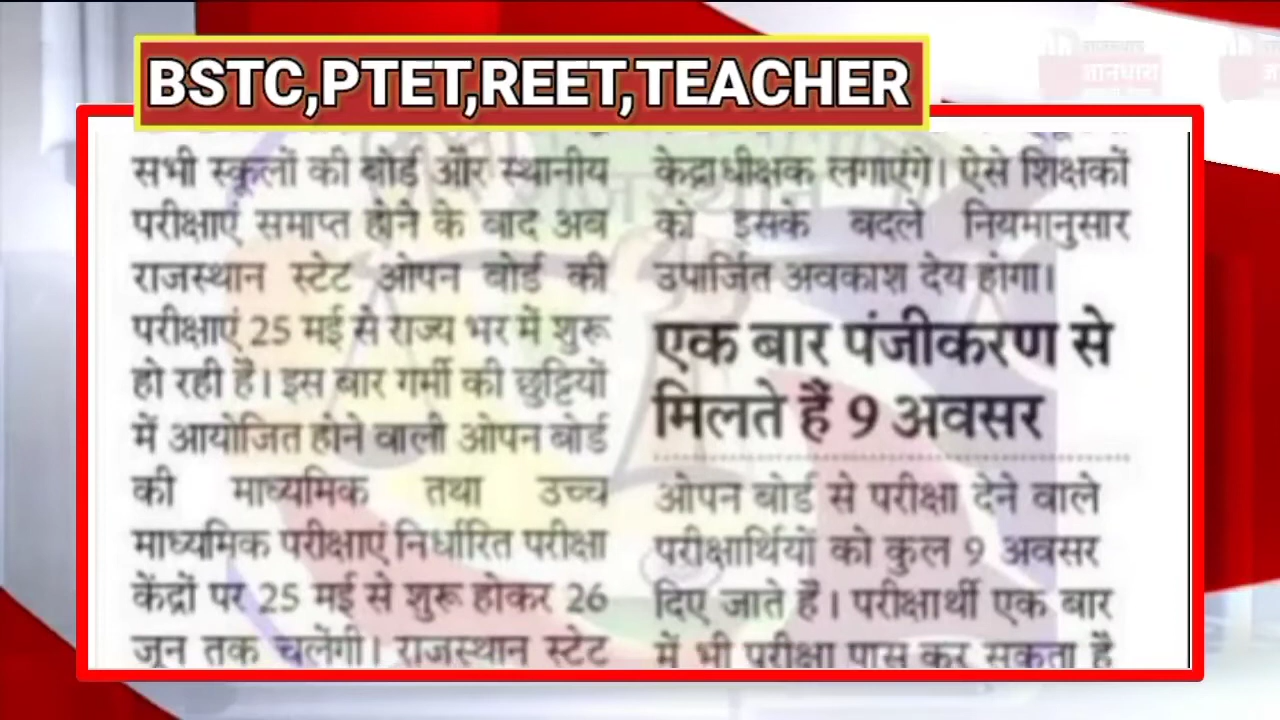 BSTC,PTET,REET,TEACHER
जानधारा
सभी स्कूलों की बोर्ड और स्थानीय
परीक्षाएं समाप्त होने के बाद अब
राजस्थान स्टेट ओपन बोर्ड की
परीक्षाएं 25 मई से राज्य भर में शुरू
हो रही हैं। इस बार गर्मी की छुट्टियों
में आयोजित होने वाली ओपन बोर्ड
की माध्यमिक तथा उच्च
माध्यमिक परीक्षाएं निर्धारित परीक्षा
केंद्रों पर 25 मई से शुरू होकर 26
जून तक चलेंगी। राजस्थान स्टेट
केंद्राधीक्षक लगाएंगे। ऐसे शिक्षकों
को इसके बदले नियमानुसार
उपार्जित अवकाश देय होगा।
एक बार पंजीकरण से
मिलते हैं 9 अवसर
ओपन बोर्ड से परीक्षा देने वाले
परीक्षार्थियों को कुल 9 अवसर
दिए जाते हैं। परीक्षार्थी एक बार
में भी परीक्षा पास कर सकता है